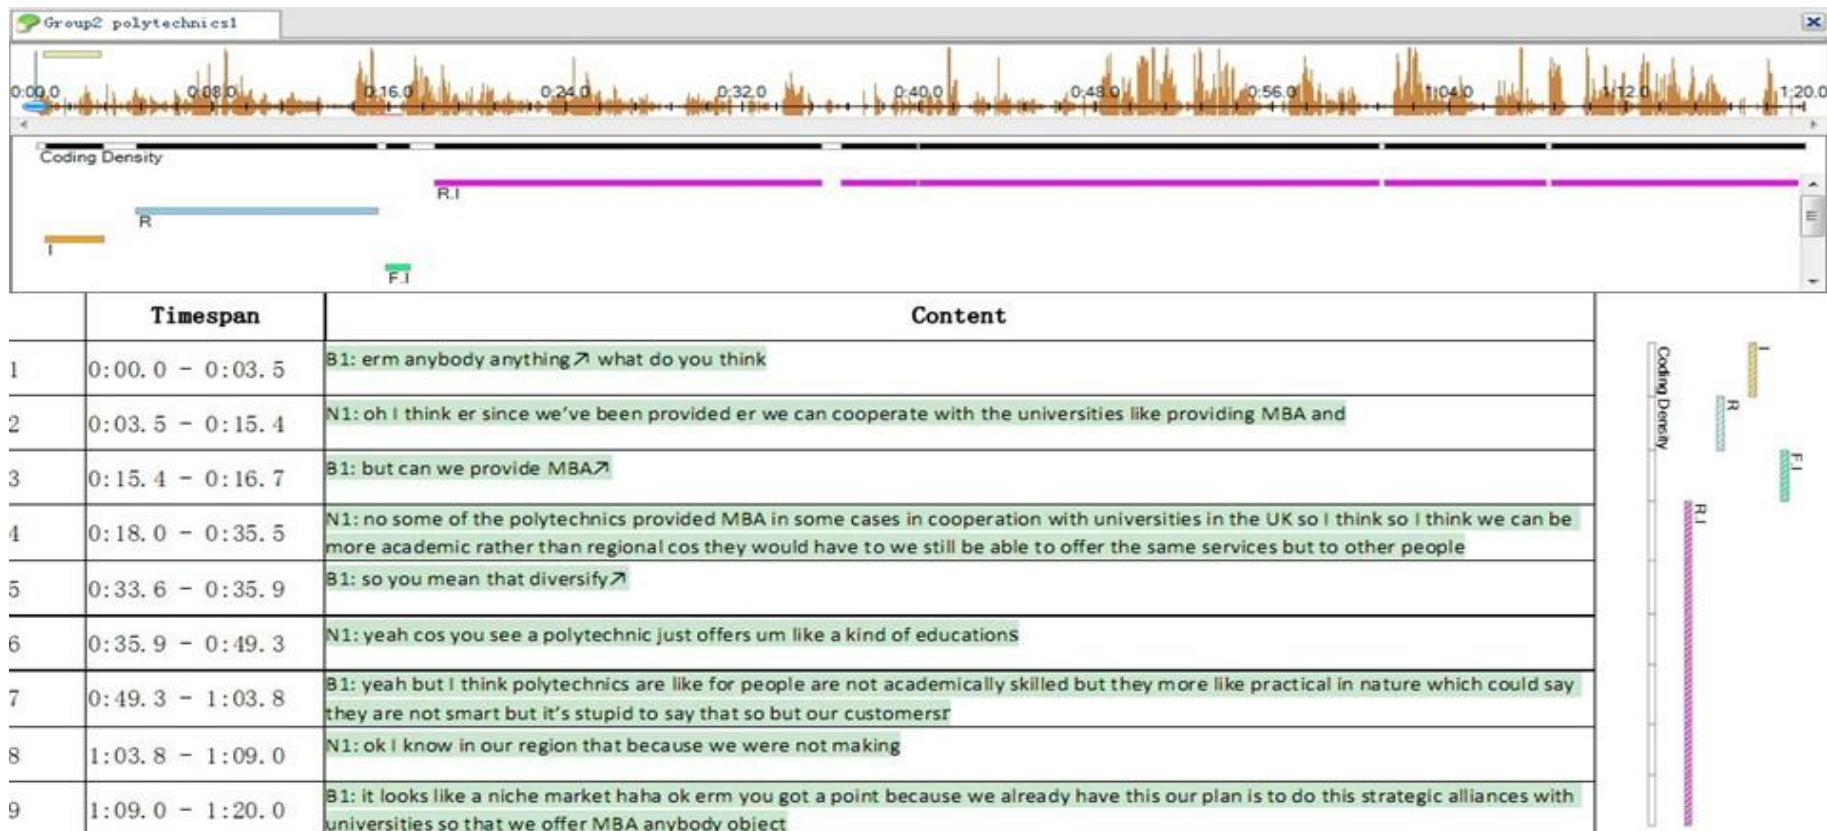 Group2 polytechnics1
0:00.0 0:08.0 0:16.0 0:24.0 0:32.0 0:40.0 0:48.0 0:56.0 1:04.0 1:12.0 1:20.0
Coding Density
R.I
R
I
F.I
Timespan Content
1 0:00.0 - 0:03.5 B1: erm anybody anything↗ what do you think
2 0:03.5 - 0:15.4 N1: oh I think er since we've been provided er we can cooperate with the universities like providing MBA and
3 0:15.4 - 0:16.7 B1: but can we provide MBA↗
4 0:18.0 - 0:35.5 N1: no some of the polytechnics provided MBA in some cases in cooperation with universities in the UK so I think so I think we can be
more academic rather than regional cos they would have to we still be able to offer the same services but to other people
5 0:33.6 - 0:35.9 B1: so you mean that diversify↗
6 0:35.9 - 0:49.3 N1: yeah cos you see a polytechnic just offers um like a kind of educations
7 0:49.3 - 1:03.8 B1: yeah but I think polytechnics are like for people are not academically skilled but they more like practical in nature which could say
they are not smart but it's stupid to say that so but our customersr
8 1:03.8 - 1:09.0 N1: ok I know in our region that because we were not making
9 1:09.0 - 1:20.0 B1: it looks like a niche market haha ok erm you got a point because we already have this our plan is to do this strategic alliances with
universities so that we offer MBA anybody object
Coding Density
I
R
F.I
R.I